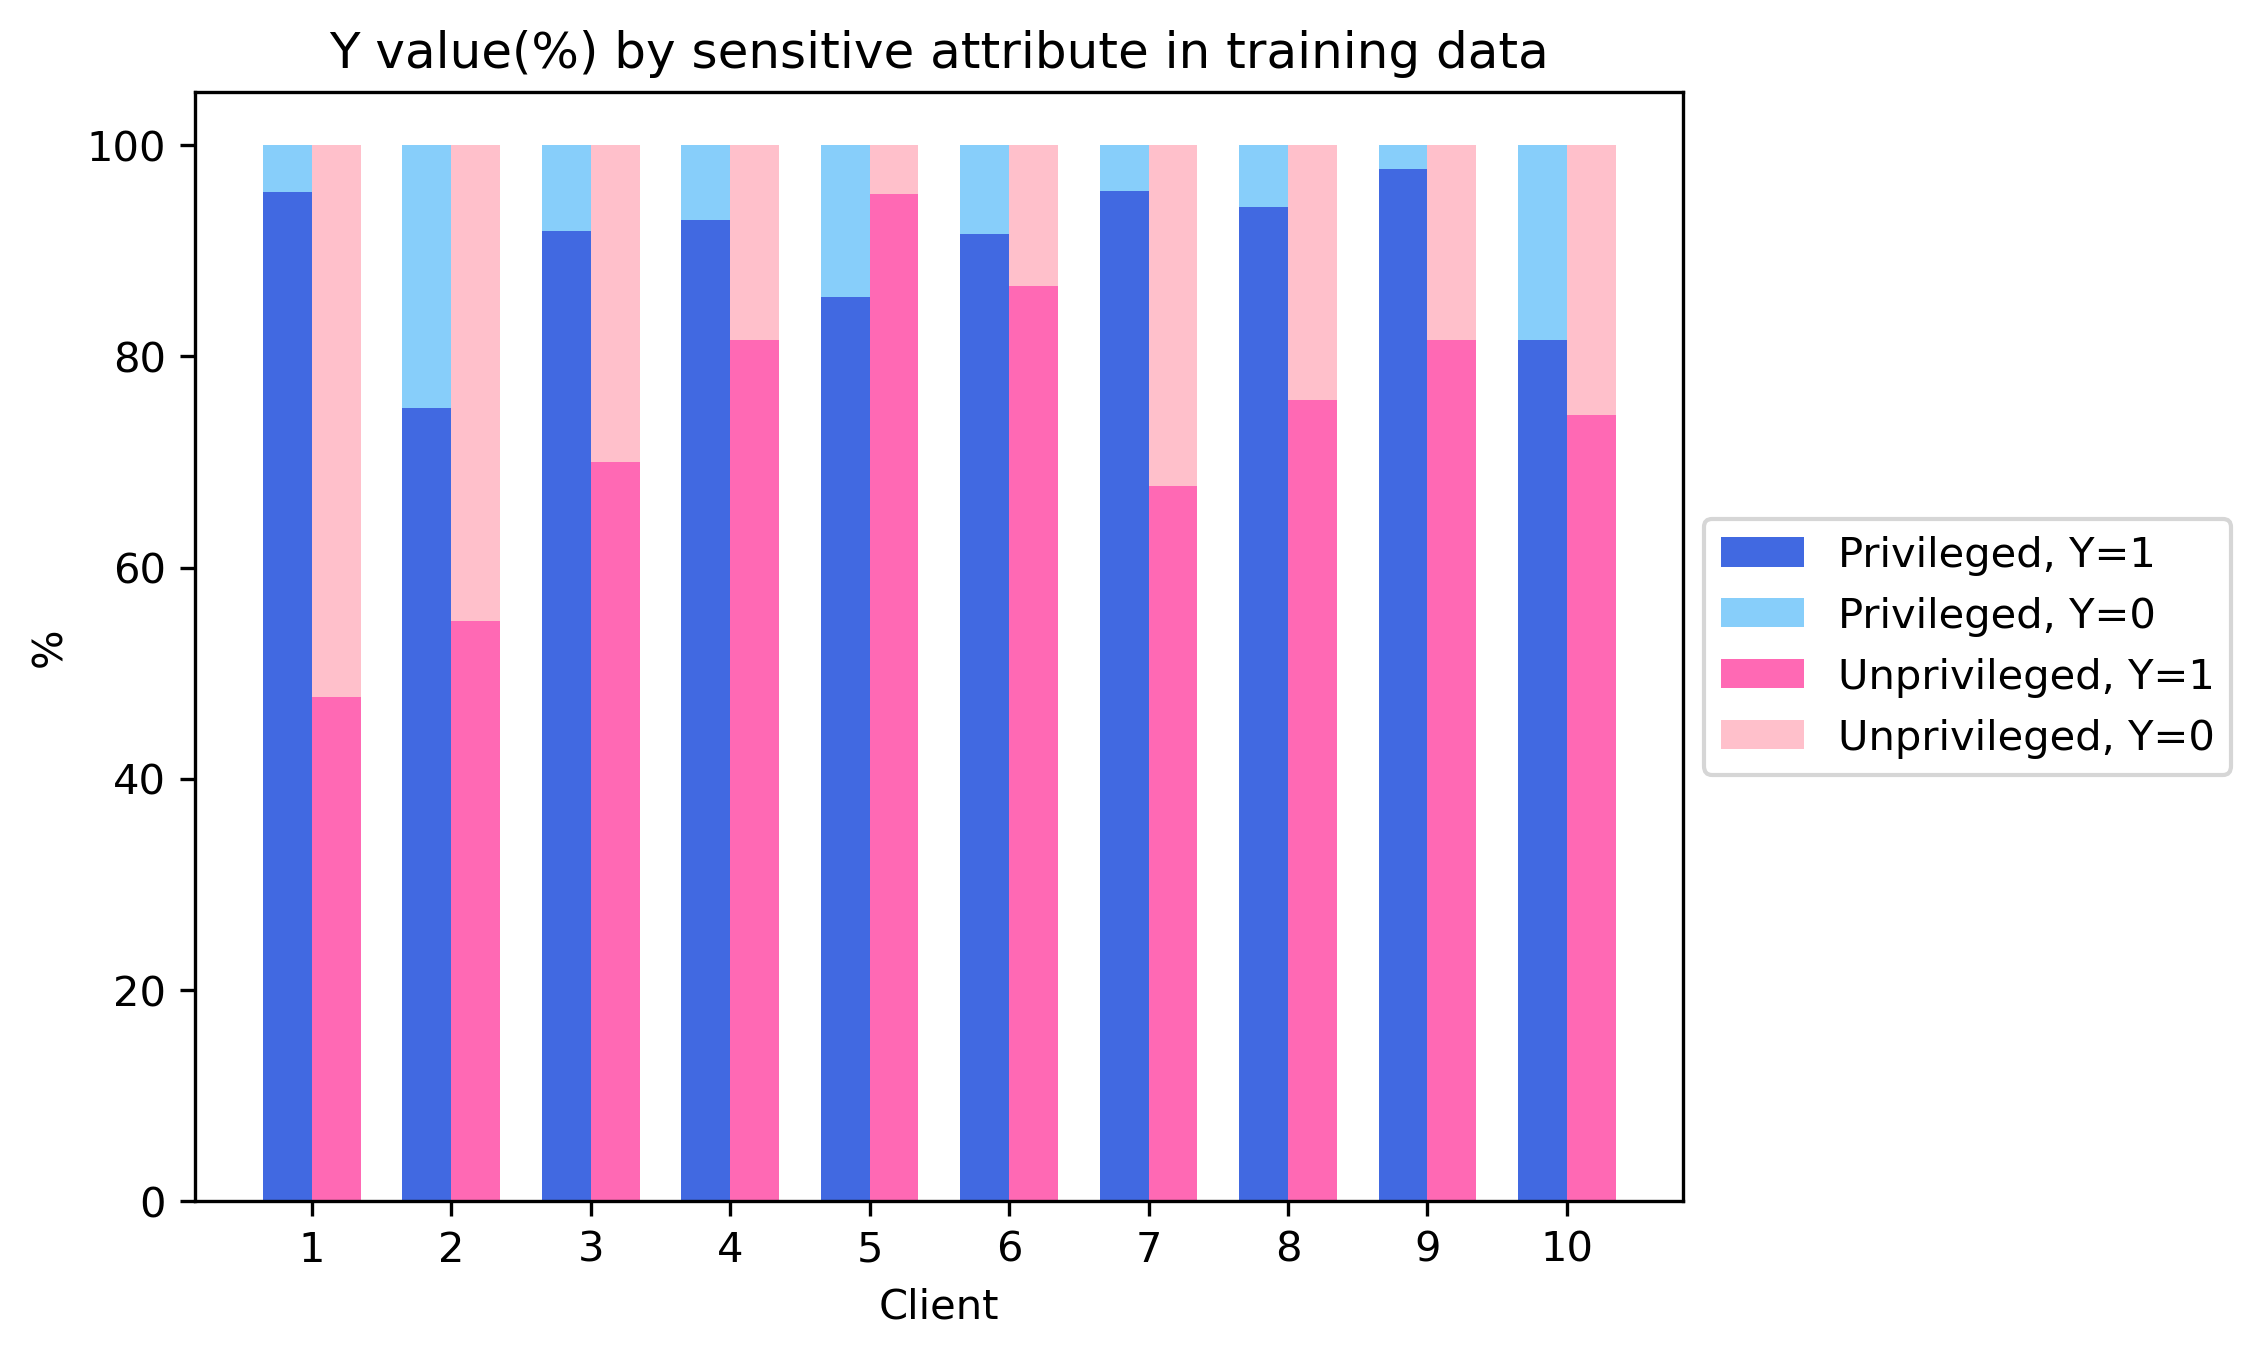 Y value(%) by sensitive attribute in training data
100
80
60
40
20
0
%
1 2 3 4 5 6 7 8 9 10
Client
Privileged, Y=1
Privileged, Y=0
Unprivileged, Y=1
Unprivileged, Y=0